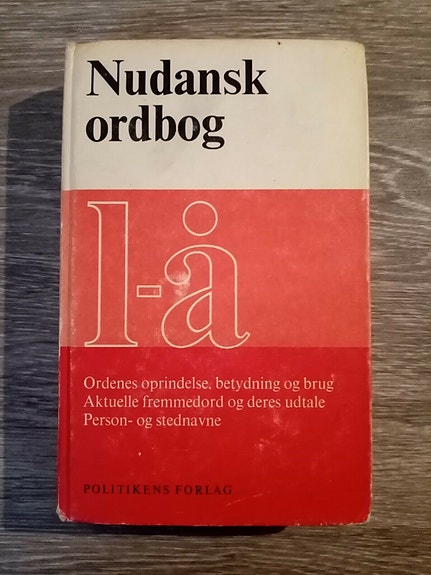 Nudansk
ordbog
l-å
Ordenes oprindelse, betydning og brug
Aktuelle fremmedord og deres udtale
Person- og stednavne
POLITIKENS FORLAG